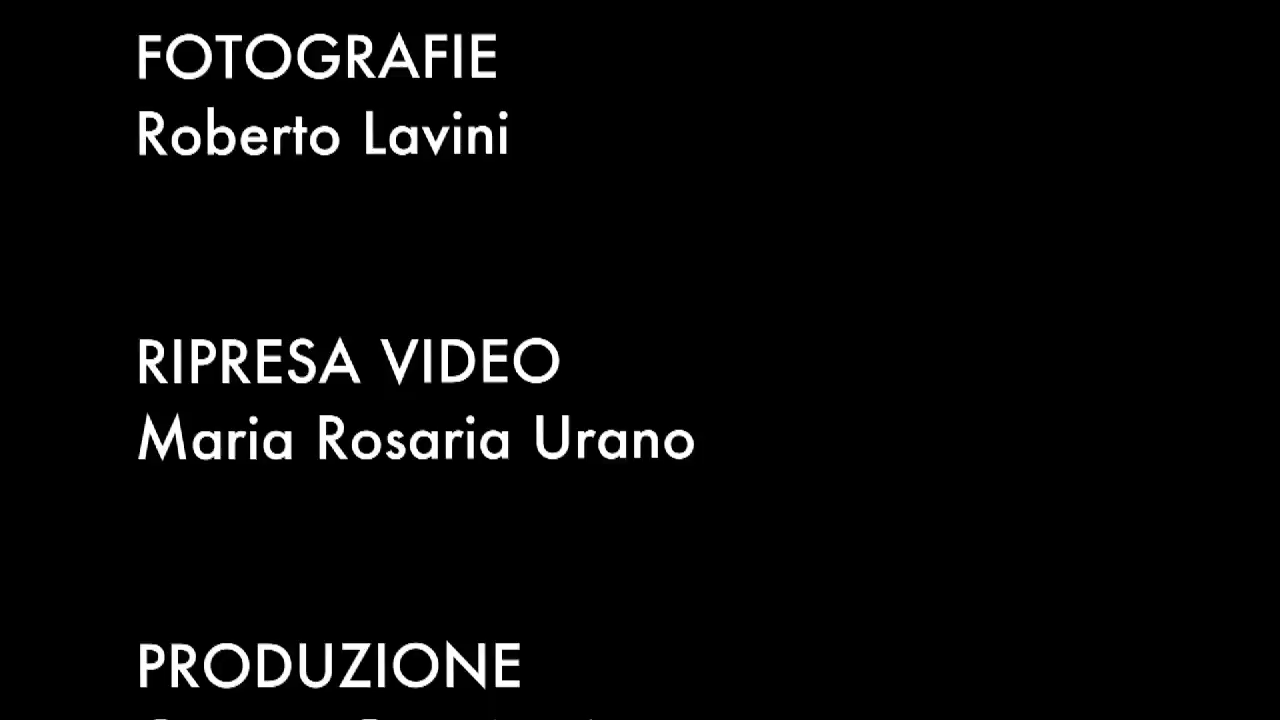 FOTOGRAFIE
Roberto Lavini
RIPRESA VIDEO
Maria Rosaria Urano
PRODUZIONE